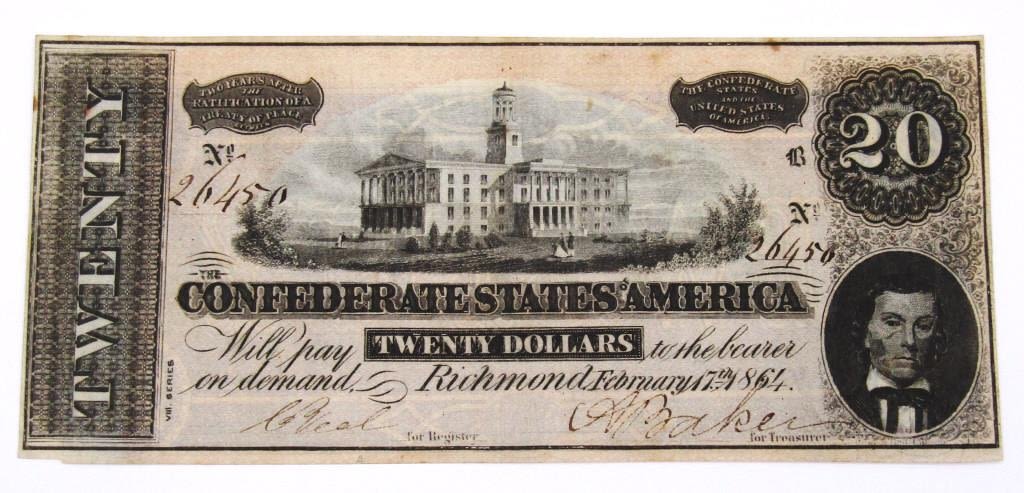 TWENTY.
TWO YEARS AFTER
THE
RATIFICATION OF A
TREATY OF PEACE
BETWEEN
THE CONFEDERATE
STATES
AND THE
UNITED STATES
OF AMERICA.
20
No
26450
B
No
26450
THE
CONFEDERATE STATES OF AMERICA
Will pay TWENTY DOLLARS to the bearer
on demand. Richmond, February 17th 1864.
VIII. SERIES
for Register
Baker
for Treasurer